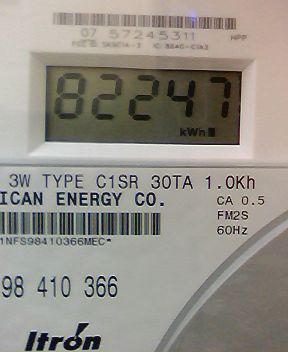 07 57245311
82247
kWh
3W TYPE C1SR 30TA 1.0Kh
ICAN ENERGY CO.
CA 0.5
FM2S
60Hz
1NFS98410366MEC*
98 410 366
Itrón